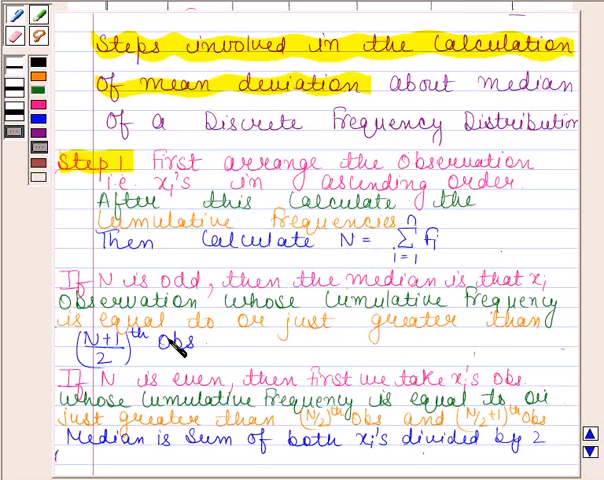 Steps involved in the Calculation
of mean deviation about median
Of a Discrete Frequency Distribution
Step 1 First arrange the Observation
i.e. xi's in ascending order.
After this Calculate the
Cumulative Frequencies
Then Calculate N = Σ fi n i=1
If N is odd, then the median is that xi
Observation whose Cumulative Frequency
is equal to or just greater than
(N+1/2)th Obs
If N is even, then first we take xi's Obs.
whose Cumulative Frequency is equal to or
just greater than (N/2)th Obs and (N/2+1)th Obs
Median is Sum of both xi's divided by 2